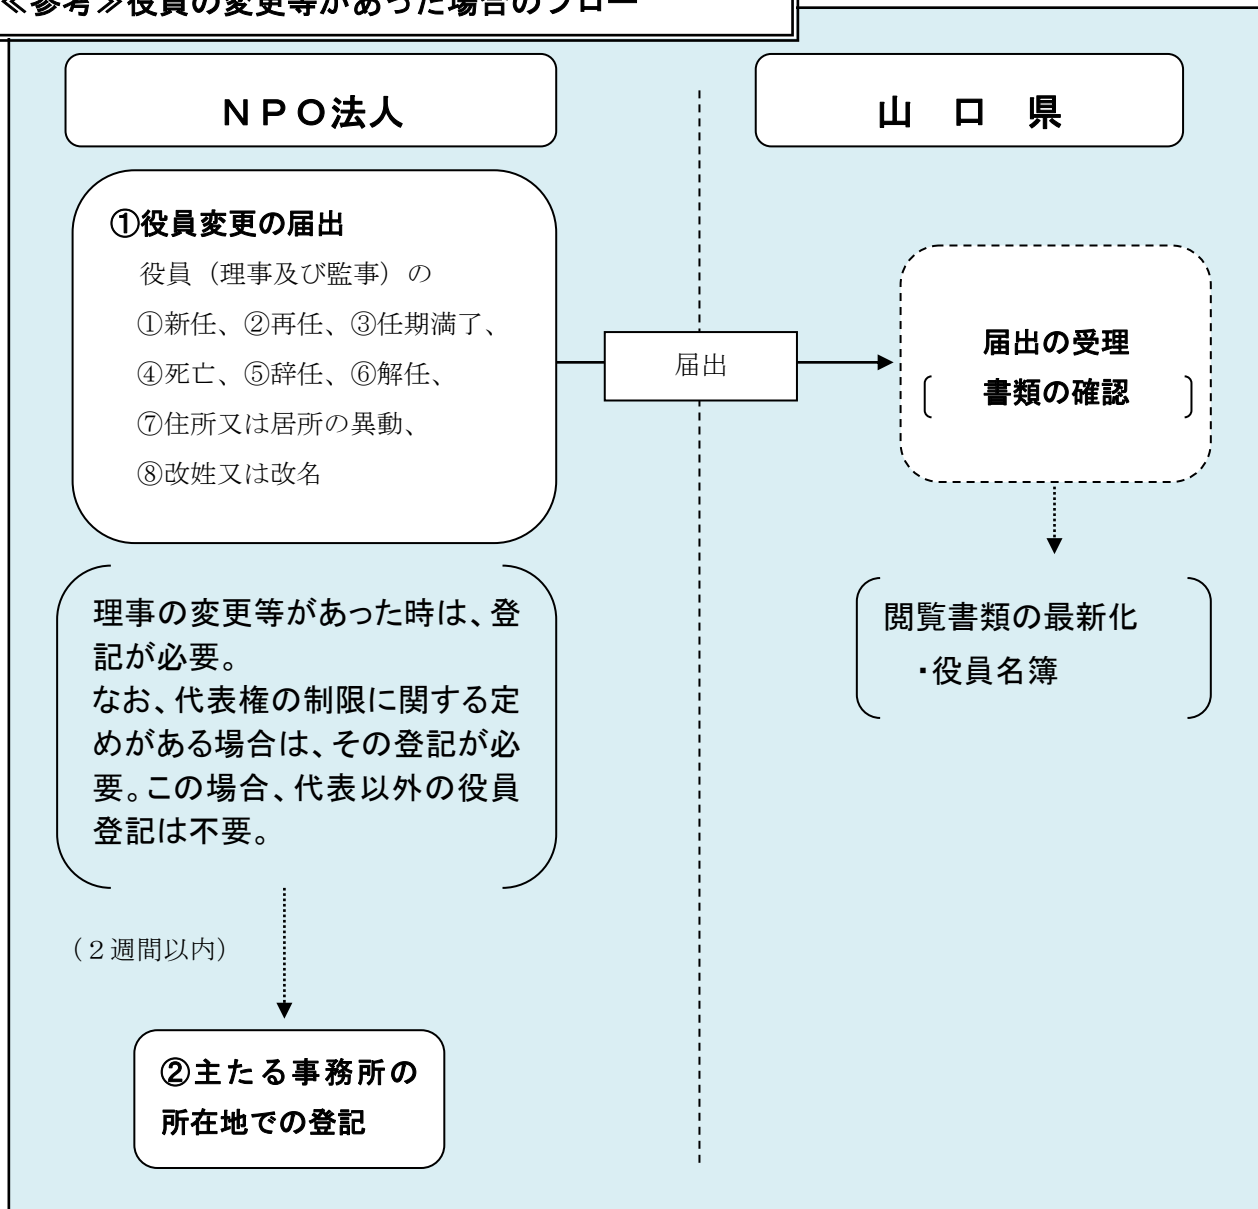 ≪参考≫役員の変更等があった場合のフロー
ＮＰＯ法人
山　口　県
①役員変更の届出
役員（理事及び監事）の
①新任、②再任、③任期満了、
④死亡、⑤辞任、⑥解任、
⑦住所又は居所の異動、
⑧改姓又は改名
届出
届出の受理
書類の確認
理事の変更等があった時は、登
記が必要。
なお、代表権の制限に関する定
めがある場合は、その登記が必
要。この場合、代表以外の役員
登記は不要。
閲覧書類の最新化
・役員名簿
（２週間以内）
②主たる事務所の
所在地での登記